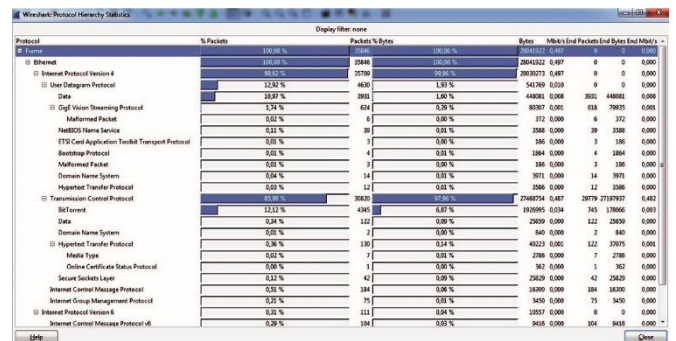 Wireshark: Protocol Hierarchy Statistics
Display filter: none
Protocol % Packets Packets % Bytes Bytes Mbit/s End Packets End Bytes End Mbit/s
Frame 100,00 % 35846 100,00 % 28041922 0,497 0 0 0,000
Ethernet 100,00 % 35846 100,00 % 28041922 0,497 0 0 0,000
Internet Protocol Version 4 99,62 % 35709 99,96 % 28030273 0,497 0 0 0,000
User Datagram Protocol 12,92 % 4630 1,93 % 541769 0,010 0 0 0,000
Data 10,97 % 3931 1,60 % 448081 0,008 3931 448081 0,008
GigE Vision Streaming Protocol 1,74 % 624 0,29 % 80307 0,001 618 79935 0,001
Malformed Packet 0,02 % 6 0,00 % 372 0,000 6 372 0,000
NetBIOS Name Service 0,11 % 39 0,01 % 3588 0,000 39 3588 0,000
ETSI Card Application Toolkit Transport Protocol 0,01 % 3 0,00 % 186 0,000 3 186 0,000
Bootstrap Protocol 0,01 % 4 0,01 % 1864 0,000 4 1864 0,000
Malformed Packet 0,01 % 3 0,00 % 186 0,000 3 186 0,000
Domain Name System 0,04 % 14 0,01 % 3971 0,000 14 3971 0,000
Hypertext Transfer Protocol 0,03 % 12 0,01 % 3586 0,000 12 3586 0,000
Transmission Control Protocol 85,98 % 30820 97,96 % 27468754 0,487 29779 27197937 0,482
BitTorrent 12,12 % 4345 6,87 % 1926995 0,034 745 178066 0,003
Data 0,34 % 122 0,09 % 25859 0,000 122 25859 0,000
Domain Name System 0,01 % 2 0,00 % 840 0,000 2 840 0,000
Hypertext Transfer Protocol 0,36 % 130 0,14 % 40223 0,001 122 37075 0,001
Media Type 0,02 % 7 0,01 % 2786 0,000 7 2786 0,000
Online Certificate Status Protocol 0,00 % 1 0,00 % 362 0,000 1 362 0,000
Secure Sockets Layer 0,12 % 42 0,09 % 25829 0,000 42 25829 0,000
Internet Control Message Protocol 0,51 % 184 0,06 % 16300 0,000 184 16300 0,000
Internet Group Management Protocol 0,21 % 75 0,01 % 3450 0,000 75 3450 0,000
Internet Protocol Version 6 0,31 % 111 0,04 % 10557 0,000 0 0 0,000
Internet Control Message Protocol v6 0,29 % 104 0,03 % 9416 0,000 104 9416 0,000
Help Close